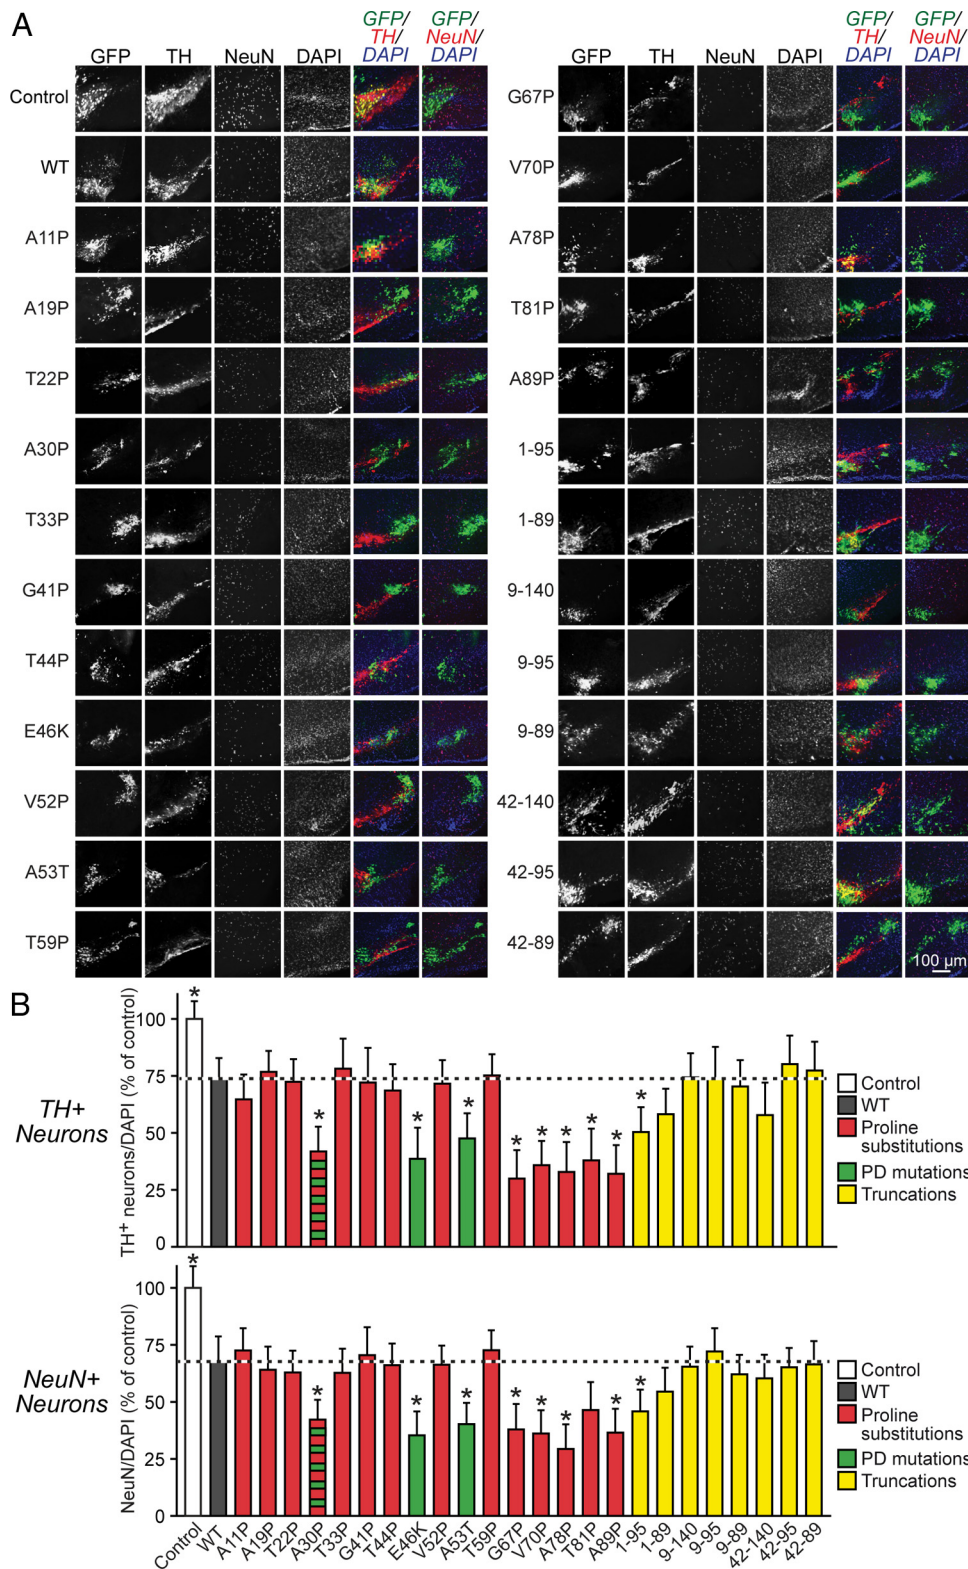 A
GFP TH NeuN DAPI GFP/ TH/ DAPI GFP/ NeuN/ DAPI
GFP TH NeuN DAPI GFP/ TH/ DAPI GFP/ NeuN/ DAPI
Control
WT
A11P
A19P
T22P
A30P
T33P
G41P
T44P
E46K
V52P
A53T
T59P
G67P
V70P
A78P
T81P
A89P
1-95
1-89
9-140
9-95
9-89
42-140
42-95
42-89
100 µm
B
TH+
Neurons
TH+ neurons/DAPI (% of control)
100
75
50
25
0
* * * * * * * * * *
Control
WT
Proline
substitutions
PD mutations
Truncations
NeuN+
Neurons
NeuN/DAPI (% of control)
100
75
50
25
0
* * * * * * * * *
Control
WT
Proline
substitutions
PD mutations
Truncations
Control WT A11P A19P T22P A30P T33P G41P T44P E46K V52P A53T T59P G67P V70P A78P T81P A89P 1-95 1-89 9-140 9-95 9-89 42-140 42-95 42-89